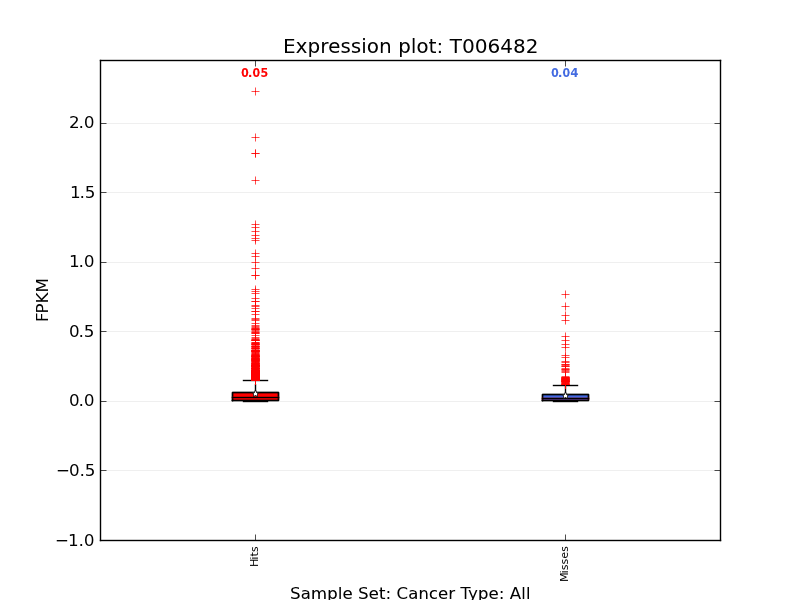 Expression plot: T006482
0.05 0.04
2.0
1.5
1.0
0.5
0.0
−0.5
−1.0
FPKM
Hits
Misses
Sample Set: Cancer Type: All